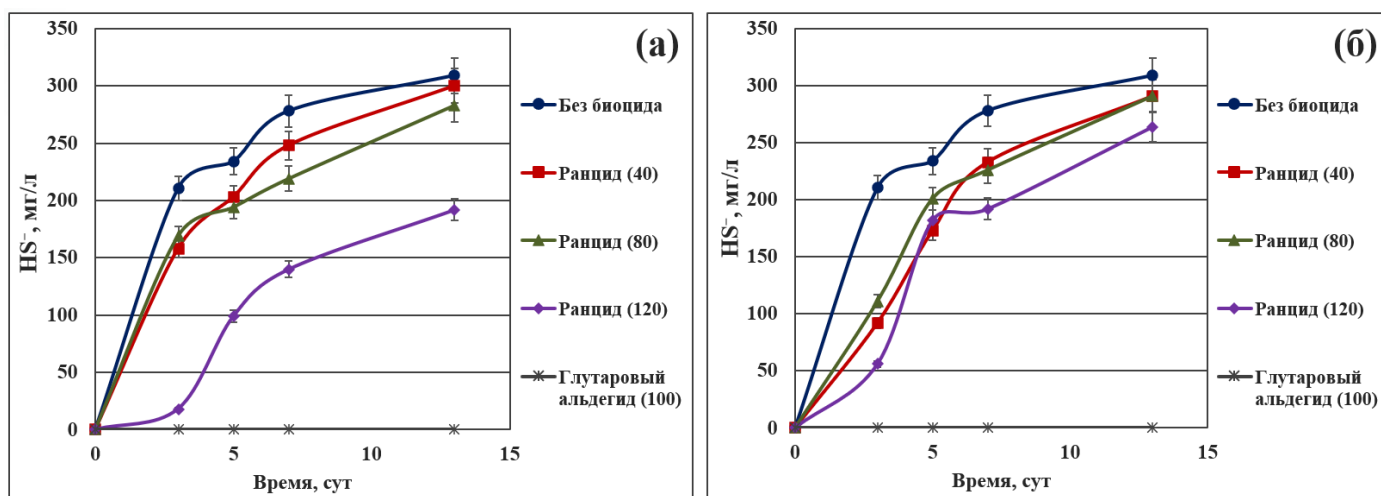 (а)
350
300
250
200
150
100
50
0
HS⁻, мг/л
0
5
10
15
Время, сут
Без биоцида
Ранцид (40)
Ранцид (80)
Ранцид (120)
Глутаровый
альдегид (100)
(б)
350
300
250
200
150
100
50
0
HS⁻, мг/л
0
5
10
15
Время, сут
Без биоцида
Ранцид (40)
Ранцид (80)
Ранцид (120)
Глутаровый
альдегид (100)